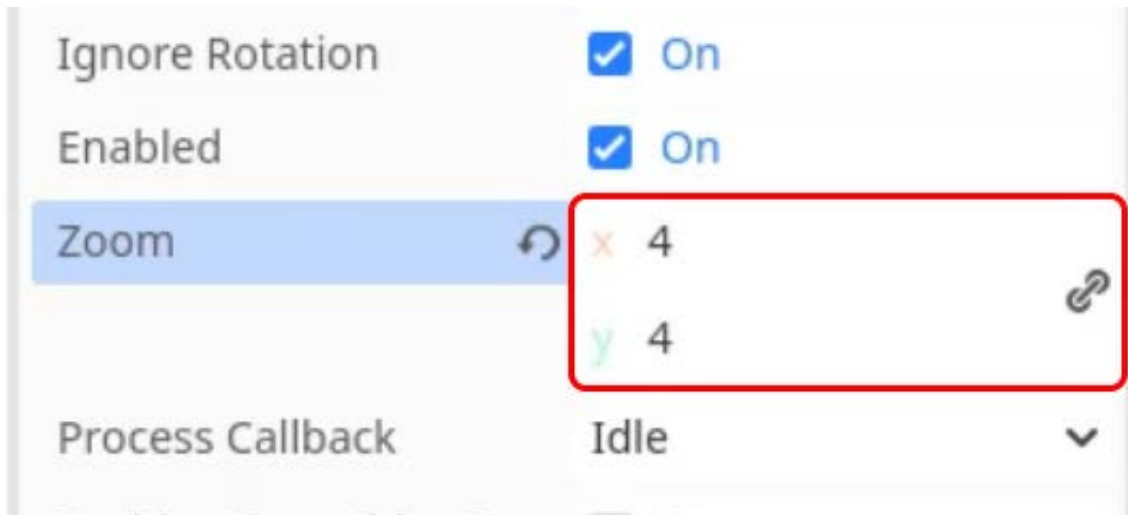 Ignore Rotation On
Enabled On
Zoom x 4
y 4
Process Callback Idle